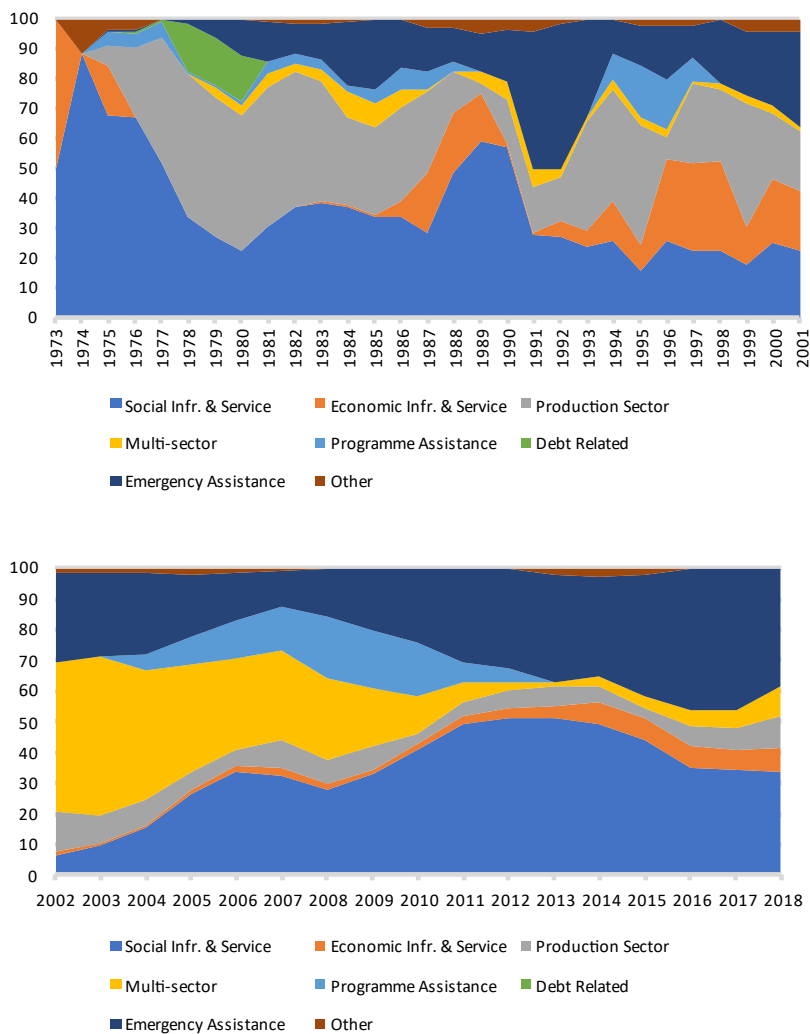 100
90
80
70
60
50
40
30
20
10
0
1973 1974 1975 1976 1977 1978 1979 1980 1981 1982 1983 1984 1985 1986 1987 1988 1989 1990 1991 1992 1993 1994 1995 1996 1997 1998 1999 2000 2001
Social Infr. & Service Economic Infr. & Service Production Sector
Multi-sector Programme Assistance Debt Related
Emergency Assistance Other
100
90
80
70
60
50
40
30
20
10
0
2002 2003 2004 2005 2006 2007 2008 2009 2010 2011 2012 2013 2014 2015 2016 2017 2018
Social Infr. & Service Economic Infr. & Service Production Sector
Multi-sector Programme Assistance Debt Related
Emergency Assistance Other